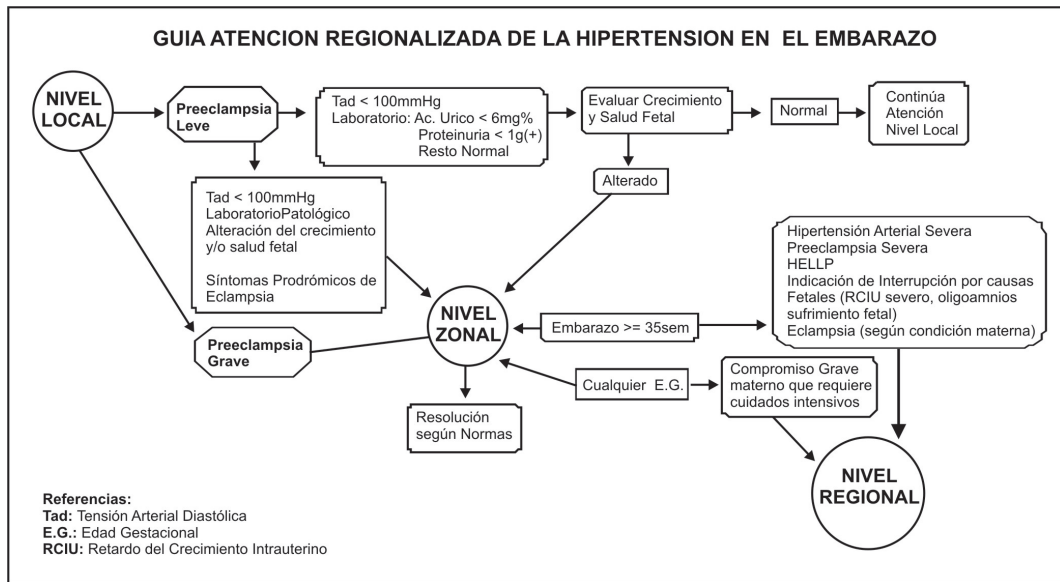 GUIA ATENCION REGIONALIZADA DE LA HIPERTENSION EN EL EMBARAZO
NIVEL
LOCAL
Preeclampsia
Leve
Tad < 100mmHg
Laboratorio: Ac. Urico < 6mg%
Proteinuria < 1g(+)
Resto Normal
Evaluar Crecimiento
y Salud Fetal
Normal
Continúa
Atención
Nivel Local
Alterado
Tad < 100mmHg
LaboratorioPatológico
Alteración del crecimiento
y/o salud fetal
Síntomas Prodrómicos de
Eclampsia
Preeclampsia
Grave
NIVEL
ZONAL
Embarazo >= 35sem
Hipertensión Arterial Severa
Preeclampsia Severa
HELLP
Indicación de Interrupción por causas
Fetales (RCIU severo, oligoamnios
sufrimiento fetal)
Eclampsia (según condición materna)
Cualquier E.G.
Compromiso Grave
materno que requiere
cuidados intensivos
Resolución
según Normas
NIVEL
REGIONAL
Referencias:
Tad: Tensión Arterial Diastólica
E.G.: Edad Gestacional
RCIU: Retardo del Crecimiento Intrauterino